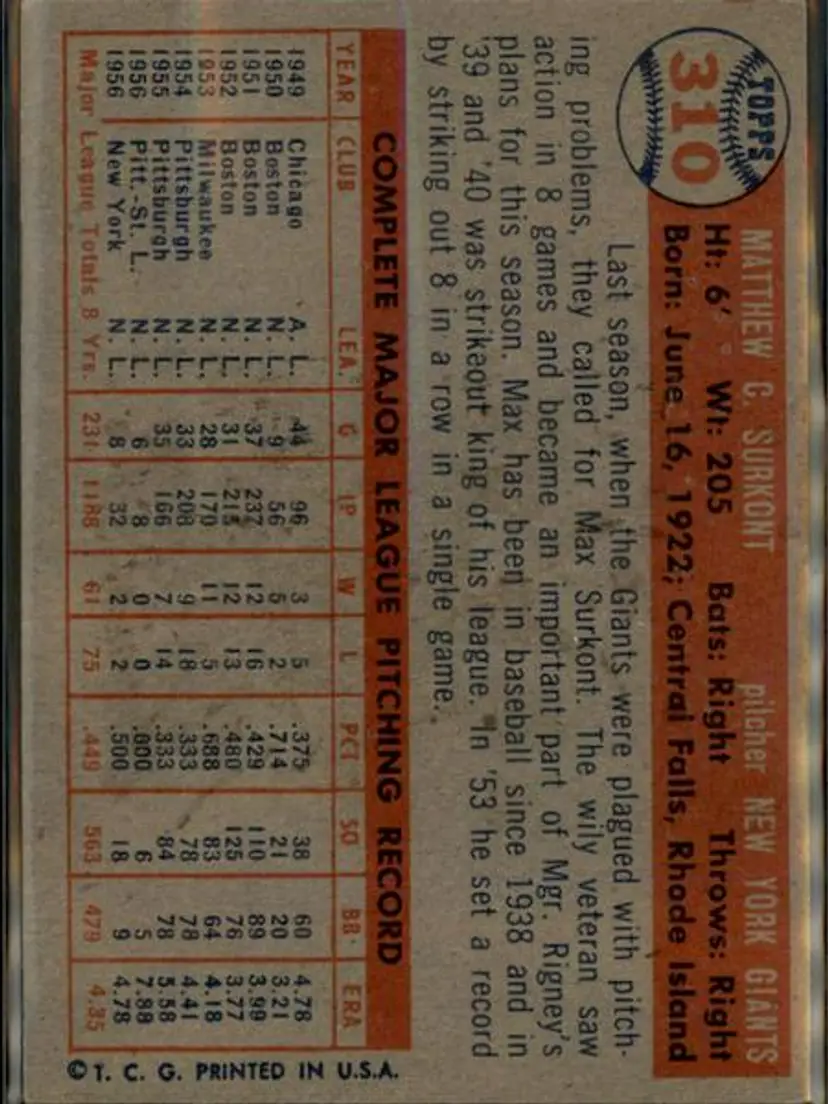 TOPPS
310
MATTHEW C. SURKONT pitcher NEW YORK GIANTS
Ht: 6' Wt: 205 Bats: Right Throws: Right
Born: June 16, 1922; Central Falls, Rhode Island
Last season, when the Giants were plagued with pitch-
ing problems, they called for Max Surkont. The wily veteran saw
action in 8 games and became an important part of Mgr. Rigney's
plans for this season. Max has been in baseball since 1938 and in
'39 and '40 was strikeout king of his league. In '53 he set a record
by striking out 8 in a row in a single game.
COMPLETE MAJOR LEAGUE PITCHING RECORD
YEAR CLUB LEA. G IP W L PCT SO BB ERA
1949 Chicago A. L. 44 96 3 5 .375 38 60 4.78
1950 Boston N. L. 9 56 5 2 .714 21 20 3.21
1951 Boston N. L. 37 237 12 16 .429 110 89 3.99
1952 Boston N. L. 31 215 12 13 .480 125 76 3.77
1953 Milwaukee N. L. 28 170 11 5 .688 83 64 4.18
1954 Pittsburgh N. L. 33 208 9 18 .333 78 78 4.41
1955 Pittsburgh N. L. 35 166 7 14 .333 84 78 5.58
1956 Pitt.-St. L. N. L. 6 8 0 0 .000 6 5 7.88
1956 New York N. L. 8 32 2 2 .500 18 9 4.78
Major League Totals 8 Yrs. 231 1188 61 75 .449 563 479 4.35
© T. C. G. PRINTED IN U.S.A.